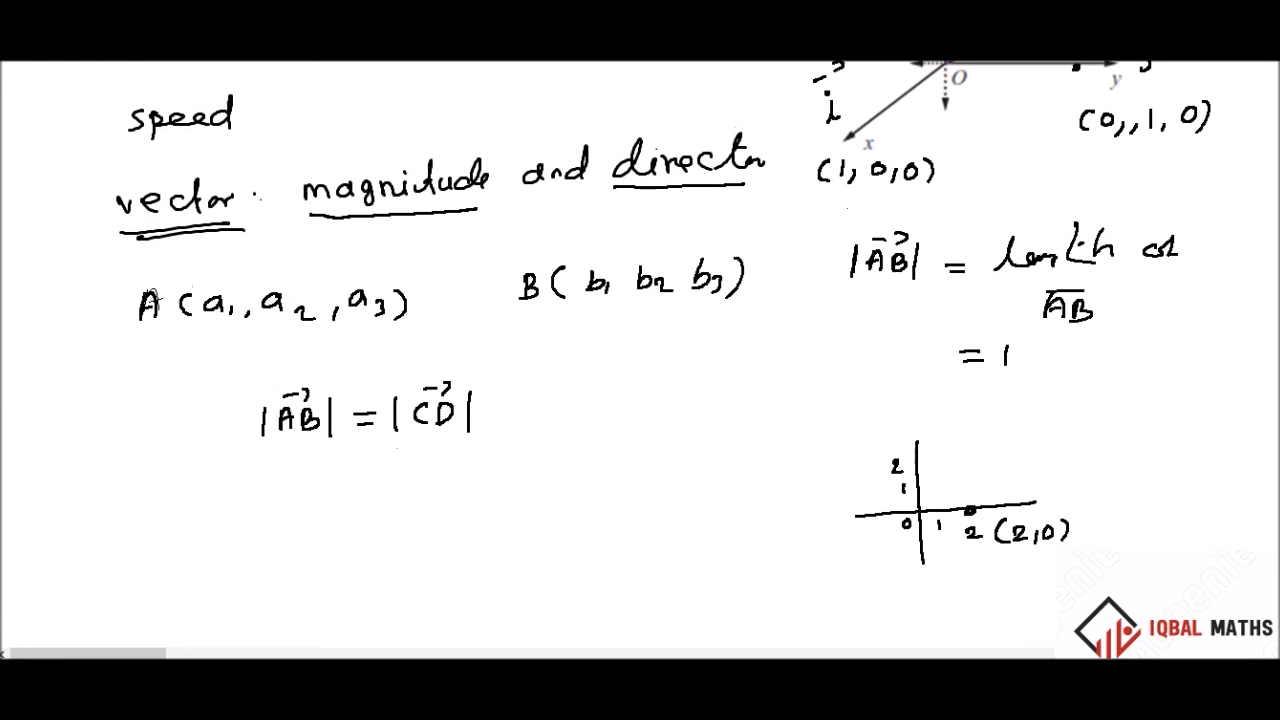 speed
vector: magnitude and directn
A (a1, a2, a3)
B( b1 b2 b3)
|AB| = |CD|
O
y
i
x
(0,,1, 0)
(1, 0,0)
|AB| = length of
AB
= 1
2
1
0 1 2 (2,0)
IQBAL MATHS